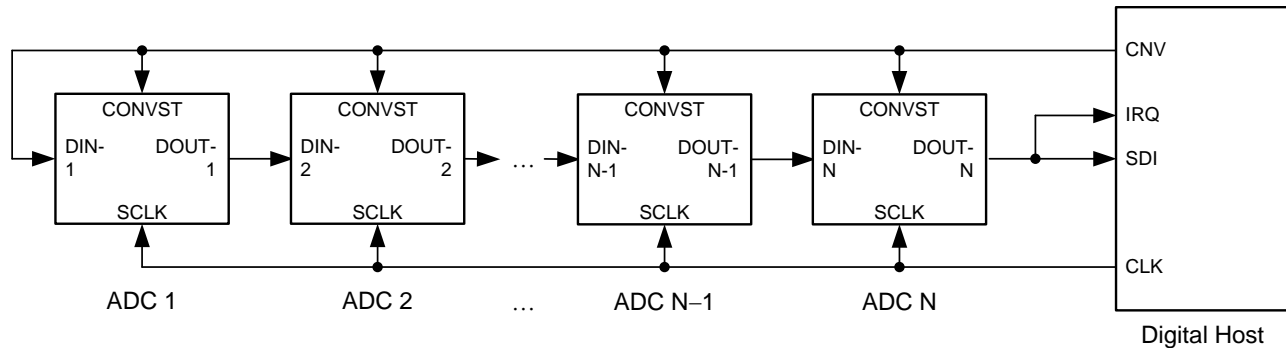 CNV
CONVST
CONVST
CONVST
CONVST
IRQ
DIN-
1
DOUT-
1
DIN-
2
DOUT-
2
...
DIN-
N-1
DOUT-
N-1
DIN-
N
DOUT-
N
SDI
SCLK
SCLK
SCLK
SCLK
CLK
ADC 1
ADC 2
...
ADC N−1
ADC N
Digital Host